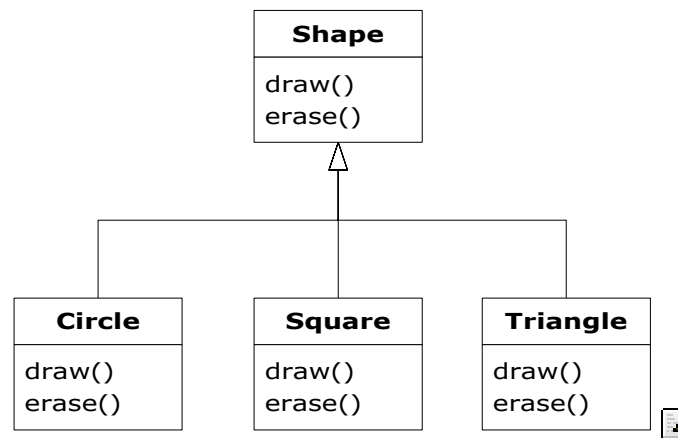 Shape
draw()
erase()
Circle
draw()
erase()
Square
draw()
erase()
Triangle
draw()
erase()